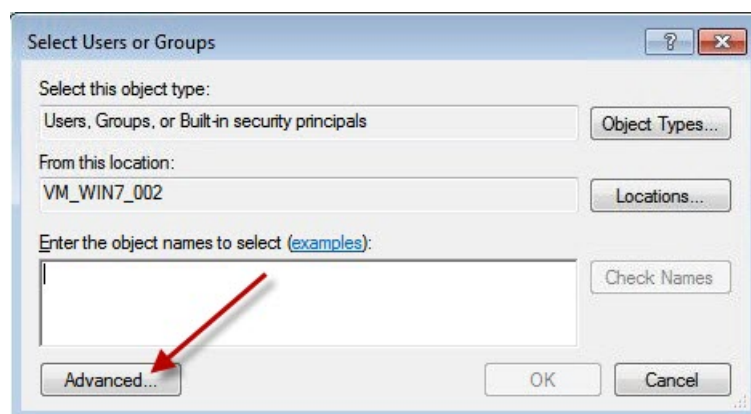 Select Users or Groups
Select this object type:
Users, Groups, or Built-in security principals
Object Types...
From this location:
VM_WIN7_002
Locations...
Enter the object names to select (examples):
Check Names
Advanced...
OK
Cancel